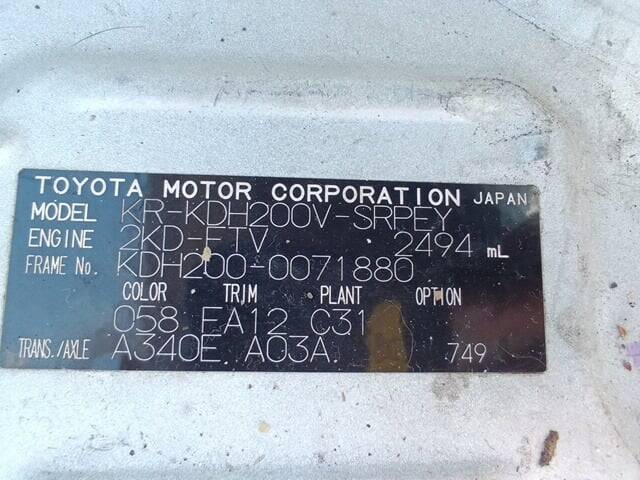 TOYOTA MOTOR CORPORATION JAPAN
MODEL KR-KDH200V-SRPEY
ENGINE 2KD-FTV 2494 mL
FRAME No. KDH200-0071880
COLOR TRIM PLANT OPTION
058 FA12 C31
TRANS./AXLE A340E A03A 749